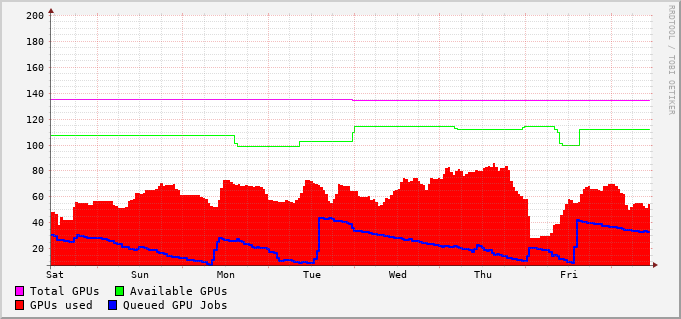 200
180
160
140
120
100
80
60
40
20
Sat Sun Mon Tue Wed Thu Fri
Total GPUs Available GPUs
GPUs used Queued GPU Jobs
RRDTOOL / TOBI OETIKER